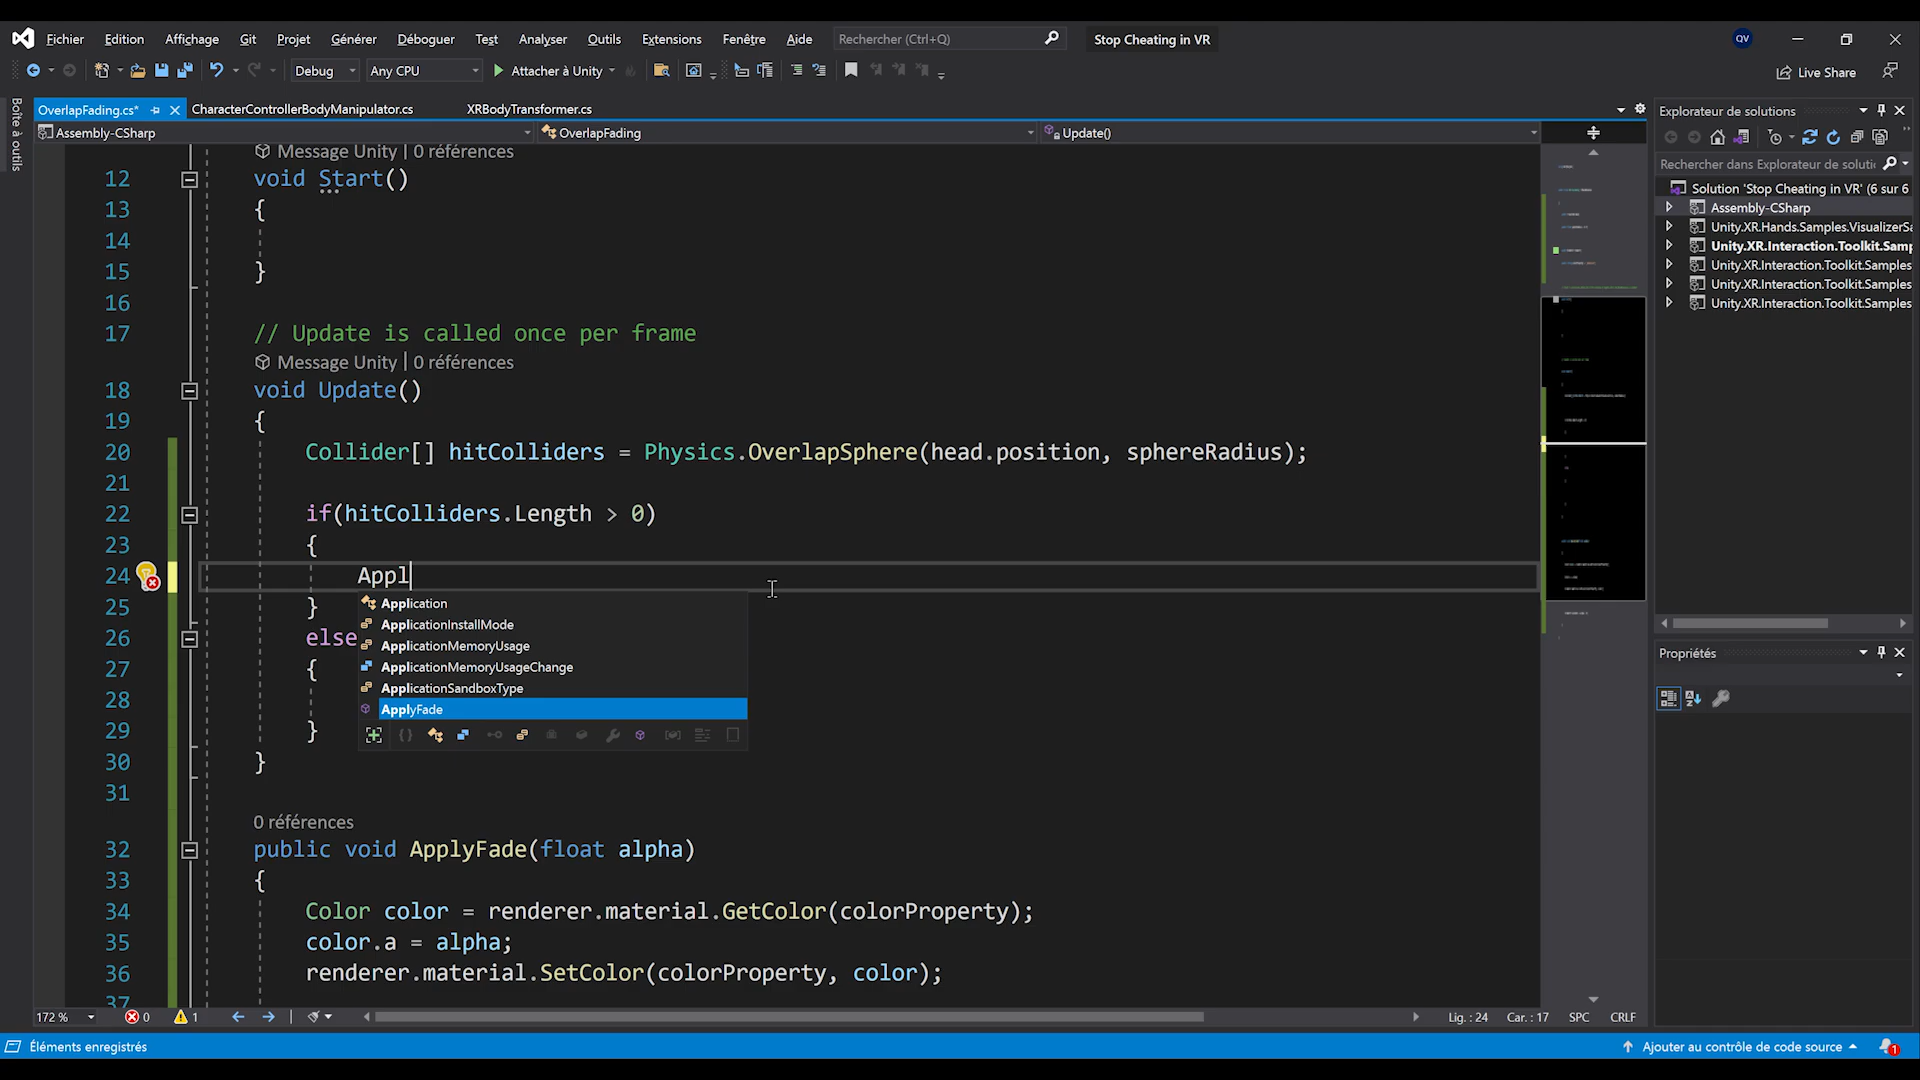 Fichier Edition Affichage Git Projet Générer Déboguer Test Analyser Outils Extensions Fenêtre Aide Rechercher (Ctrl+Q) Stop Cheating in VR QV
Debug Any CPU Attacher à Unity Live Share
Boîte à outils
OverlapFading.cs* CharacterControllerBodyManipulator.cs XRBodyTransformer.cs
Assembly-CSharp OverlapFading Update()
Message Unity | 0 références
12 void Start()
13 {
14
15 }
16
17 // Update is called once per frame
Message Unity | 0 références
18 void Update()
19 {
20 Collider[] hitColliders = Physics.OverlapSphere(head.position, sphereRadius);
21
22 if(hitColliders.Length > 0)
23 {
24 Appl
25 }
26 else
27 {
28
29 }
30 }
31
Application
ApplicationInstallMode
ApplicationMemoryUsage
ApplicationMemoryUsageChange
ApplicationSandboxType
ApplyFade
0 références
32 public void ApplyFade(float alpha)
33 {
34 Color color = renderer.material.GetColor(colorProperty);
35 color.a = alpha;
36 renderer.material.SetColor(colorProperty, color);
37
172 % 0 1 Lig. : 24 Car. : 17 SPC CRLF
Explorateur de solutions
Rechercher dans Explorateur de soluti
Solution 'Stop Cheating in VR' (6 sur 6
Assembly-CSharp
Unity.XR.Hands.Samples.VisualizerSa
Unity.XR.Interaction.Toolkit.Samp
Unity.XR.Interaction.Toolkit.Samples
Unity.XR.Interaction.Toolkit.Samples
Unity.XR.Interaction.Toolkit.Samples
Propriétés
Éléments enregistrés Ajouter au contrôle de code source 1